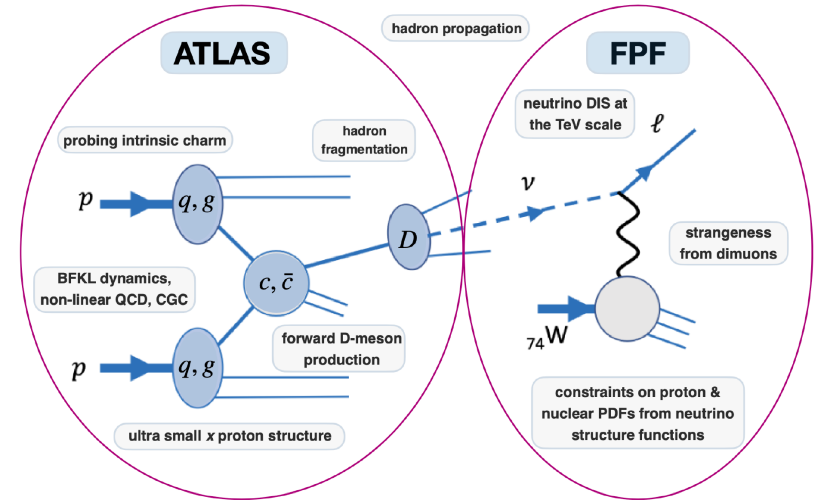 hadron propagation
ATLAS
FPF
neutrino DIS at
the TeV scale
ℓ
probing intrinsic charm
hadron
fragmentation
p
q, g
ν
D
strangeness
from dimuons
BFKL dynamics,
non-linear QCD, CGC
c, c̄
₇₄W
forward D-meson
production
p
q, g
constraints on proton &
nuclear PDFs from neutrino
structure functions
ultra small x proton structure